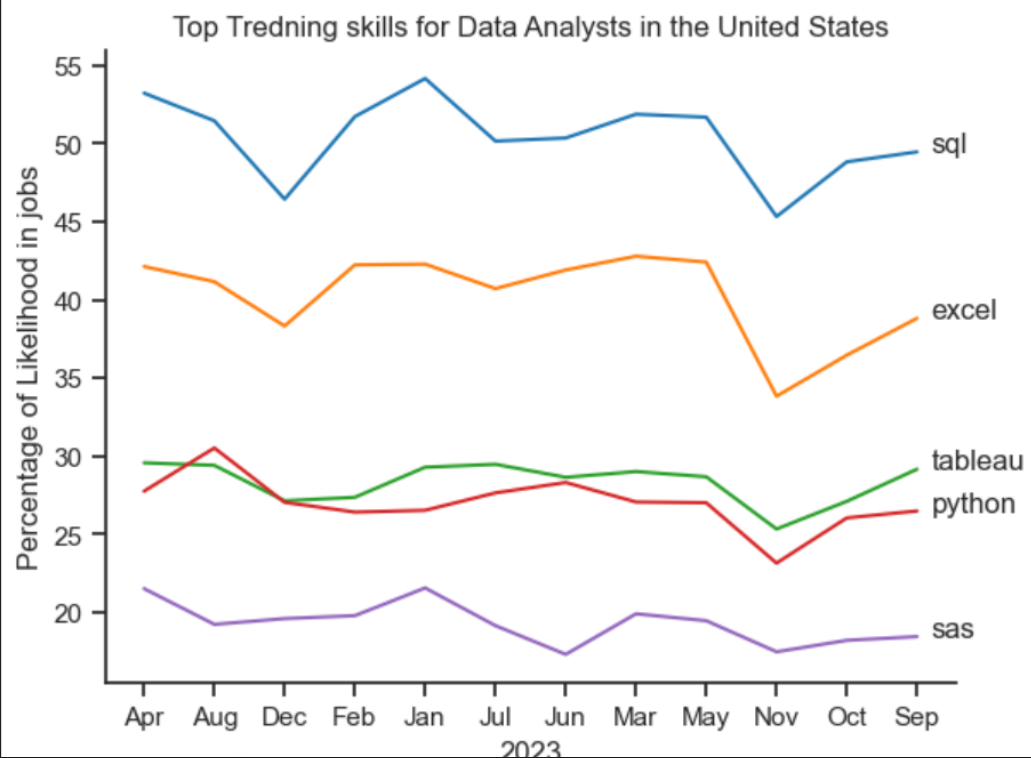 Top Tredning skills for Data Analysts in the United States
Percentage of Likelihood in jobs
55
50
45
40
35
30
25
20
sql
excel
tableau
python
sas
Apr Aug Dec Feb Jan Jul Jun Mar May Nov Oct Sep
2023